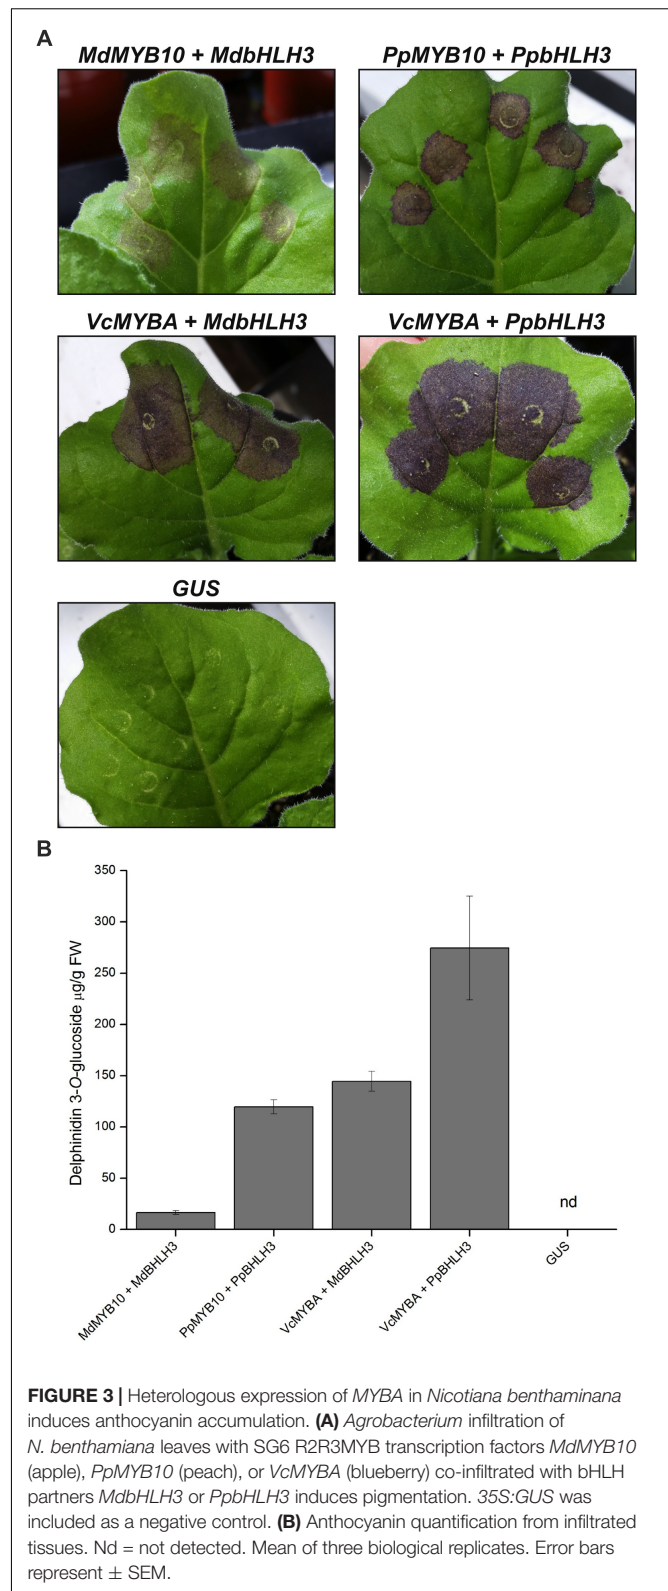 A
MdMYB10 + MdbHLH3
PpMYB10 + PpbHLH3
VcMYBA + MdbHLH3
VcMYBA + PpbHLH3
GUS
B
350
300
250
200
150
100
50
0
Delphinidin 3-O-glucoside µg/g FW
nd
MdMYB10 + MdBHLH3
PpMYB10 + PpBHLH3
VcMYBA + MdBHLH3
VcMYBA + PpBHLH3
GUS
FIGURE 3 | Heterologous expression of MYBA in Nicotiana benthaminana
induces anthocyanin accumulation. (A) Agrobacterium infiltration of
N. benthamiana leaves with SG6 R2R3MYB transcription factors MdMYB10
(apple), PpMYB10 (peach), or VcMYBA (blueberry) co-infiltrated with bHLH
partners MdbHLH3 or PpbHLH3 induces pigmentation. 35S:GUS was
included as a negative control. (B) Anthocyanin quantification from infiltrated
tissues. Nd = not detected. Mean of three biological replicates. Error bars
represent ± SEM.